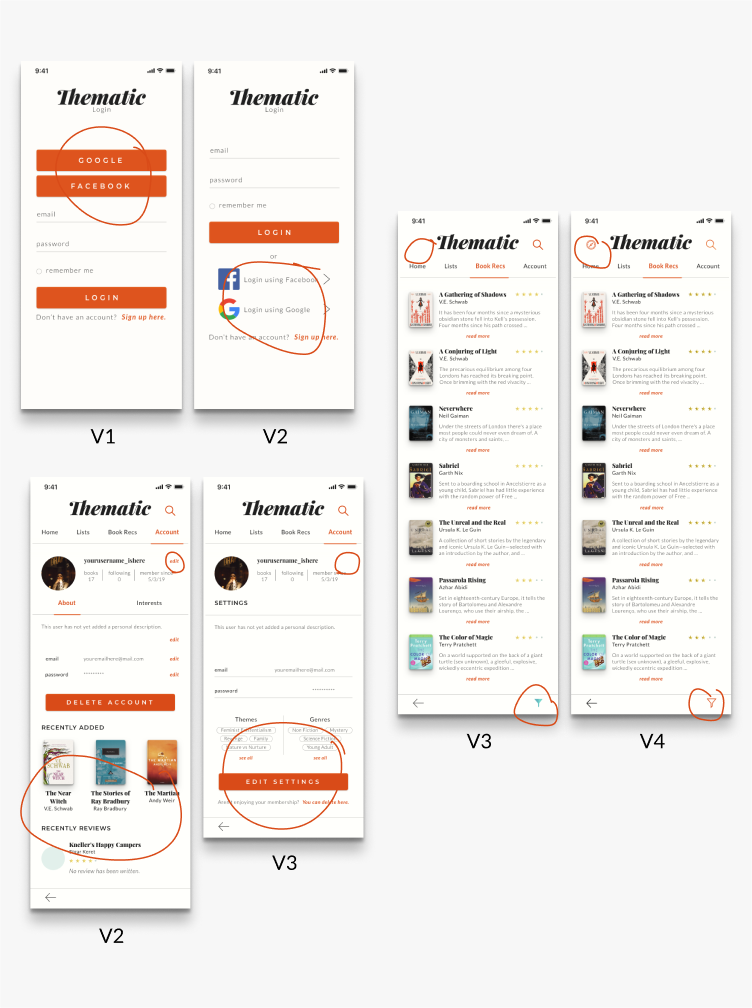 9:41
Thematic
Login
GOOGLE
FACEBOOK
email
password
remember me
LOGIN
Don't have an account? Sign up here.
V1
9:41
Thematic
Login
email
password
remember me
LOGIN
or
Login using Facebook
Login using Google
Don't have an account? Sign up here.
V2
9:41
Thematic
Home Lists Book Recs Account
A Gathering of Shadows
V.E. Schwab
It has been four months since a mysterious
obsidian stone fell into Kell's possession.
Four months since his path crossed ...
read more
A Conjuring of Light
V.E. Schwab
The precarious equilibrium among four
Londons has reached its breaking point.
Once brimming with the red vivacity ...
read more
Neverwhere
Neil Gaiman
Under the streets of London there's a place
most people could never even dream of. A
city of monsters and saints ...
read more
Sabriel
Garth Nix
Sent to a boarding school in Ancelstierre as a
young child, Sabriel has had little experience
with the random power of Free ...
read more
The Unreal and the Real
Ursula K. Le Guin
A collection of short stories by the legendary
and iconic Ursula K. Le Guin—selected with
an introduction by the author, and ...
read more
Passarola Rising
Azhar Abidi
Set in eighteenth-century Europe, it tells the
story of Bartolomeu and Alexandre
Lourenço, who use their airship, the ...
read more
The Color of Magic
Terry Pratchett
On a world supported on the back of a giant
turtle (sex unknown), a gleeful, explosive,
wickedly eccentric expedition ...
read more
V3
9:41
Thematic
Home Lists Book Recs Account
A Gathering of Shadows
V.E. Schwab
It has been four months since a mysterious
obsidian stone fell into Kell's possession.
Four months since his path crossed ...
read more
A Conjuring of Light
V.E. Schwab
The precarious equilibrium among four
Londons has reached its breaking point.
Once brimming with the red vivacity ...
read more
Neverwhere
Neil Gaiman
Under the streets of London there's a place
most people could never even dream of. A
city of monsters and saints ...
read more
Sabriel
Garth Nix
Sent to a boarding school in Ancelstierre as a
young child, Sabriel has had little experience
with the random power of Free ...
read more
The Unreal and the Real
Ursula K. Le Guin
A collection of short stories by the legendary
and iconic Ursula K. Le Guin—selected with
an introduction by the author, and ...
read more
Passarola Rising
Azhar Abidi
Set in eighteenth-century Europe, it tells the
story of Bartolomeu and Alexandre
Lourenço, who use their airship, the ...
read more
The Color of Magic
Terry Pratchett
On a world supported on the back of a giant
turtle (sex unknown), a gleeful, explosive,
wickedly eccentric expedition ...
read more
V4
9:41
Thematic
Home Lists Book Recs Account
yourusername_ishere
edit
books following member since
17 0 5/3/19
About Interests
This user has not yet added a personal description.
edit
email youremailhere@mail.com edit
password edit
DELETE ACCOUNT
RECENTLY ADDED
The Near Witch
V.E. Schwab
The Stories of Ray Bradbury
Ray Bradbury
The Martian
Andy Weir
RECENTLY REVIEWS
Kneller's Happy Campers
Etgar Keret
No review has been written.
V2
9:41
Thematic
Home Lists Book Recs Account
yourusername_ishere
books following member since
17 0 5/3/19
SETTINGS
This user has not yet added a personal description.
email youremailhere@mail.com
password
Themes Genres
Non Fiction Mystery
Revenge Family Science Fiction
Nature in Nurture Young Adult
see all see all
EDIT SETTINGS
Aren't enjoying your membership? You can delete here.
V3